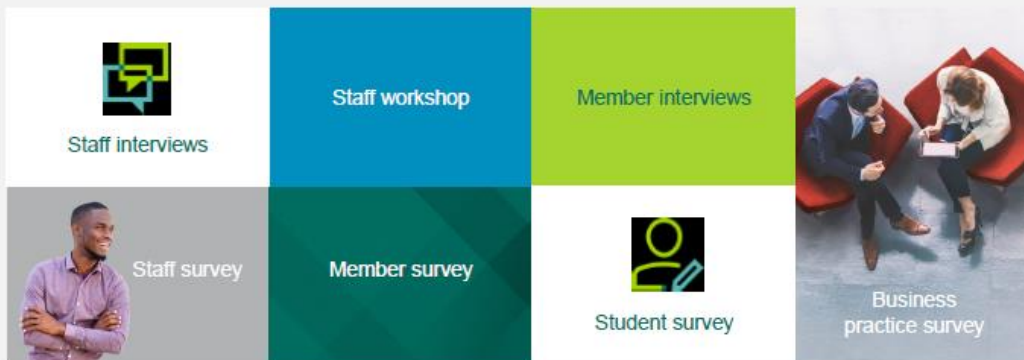 Staff interviews
Staff workshop
Member interviews
Staff survey
Member survey
Student survey
Business
practice survey